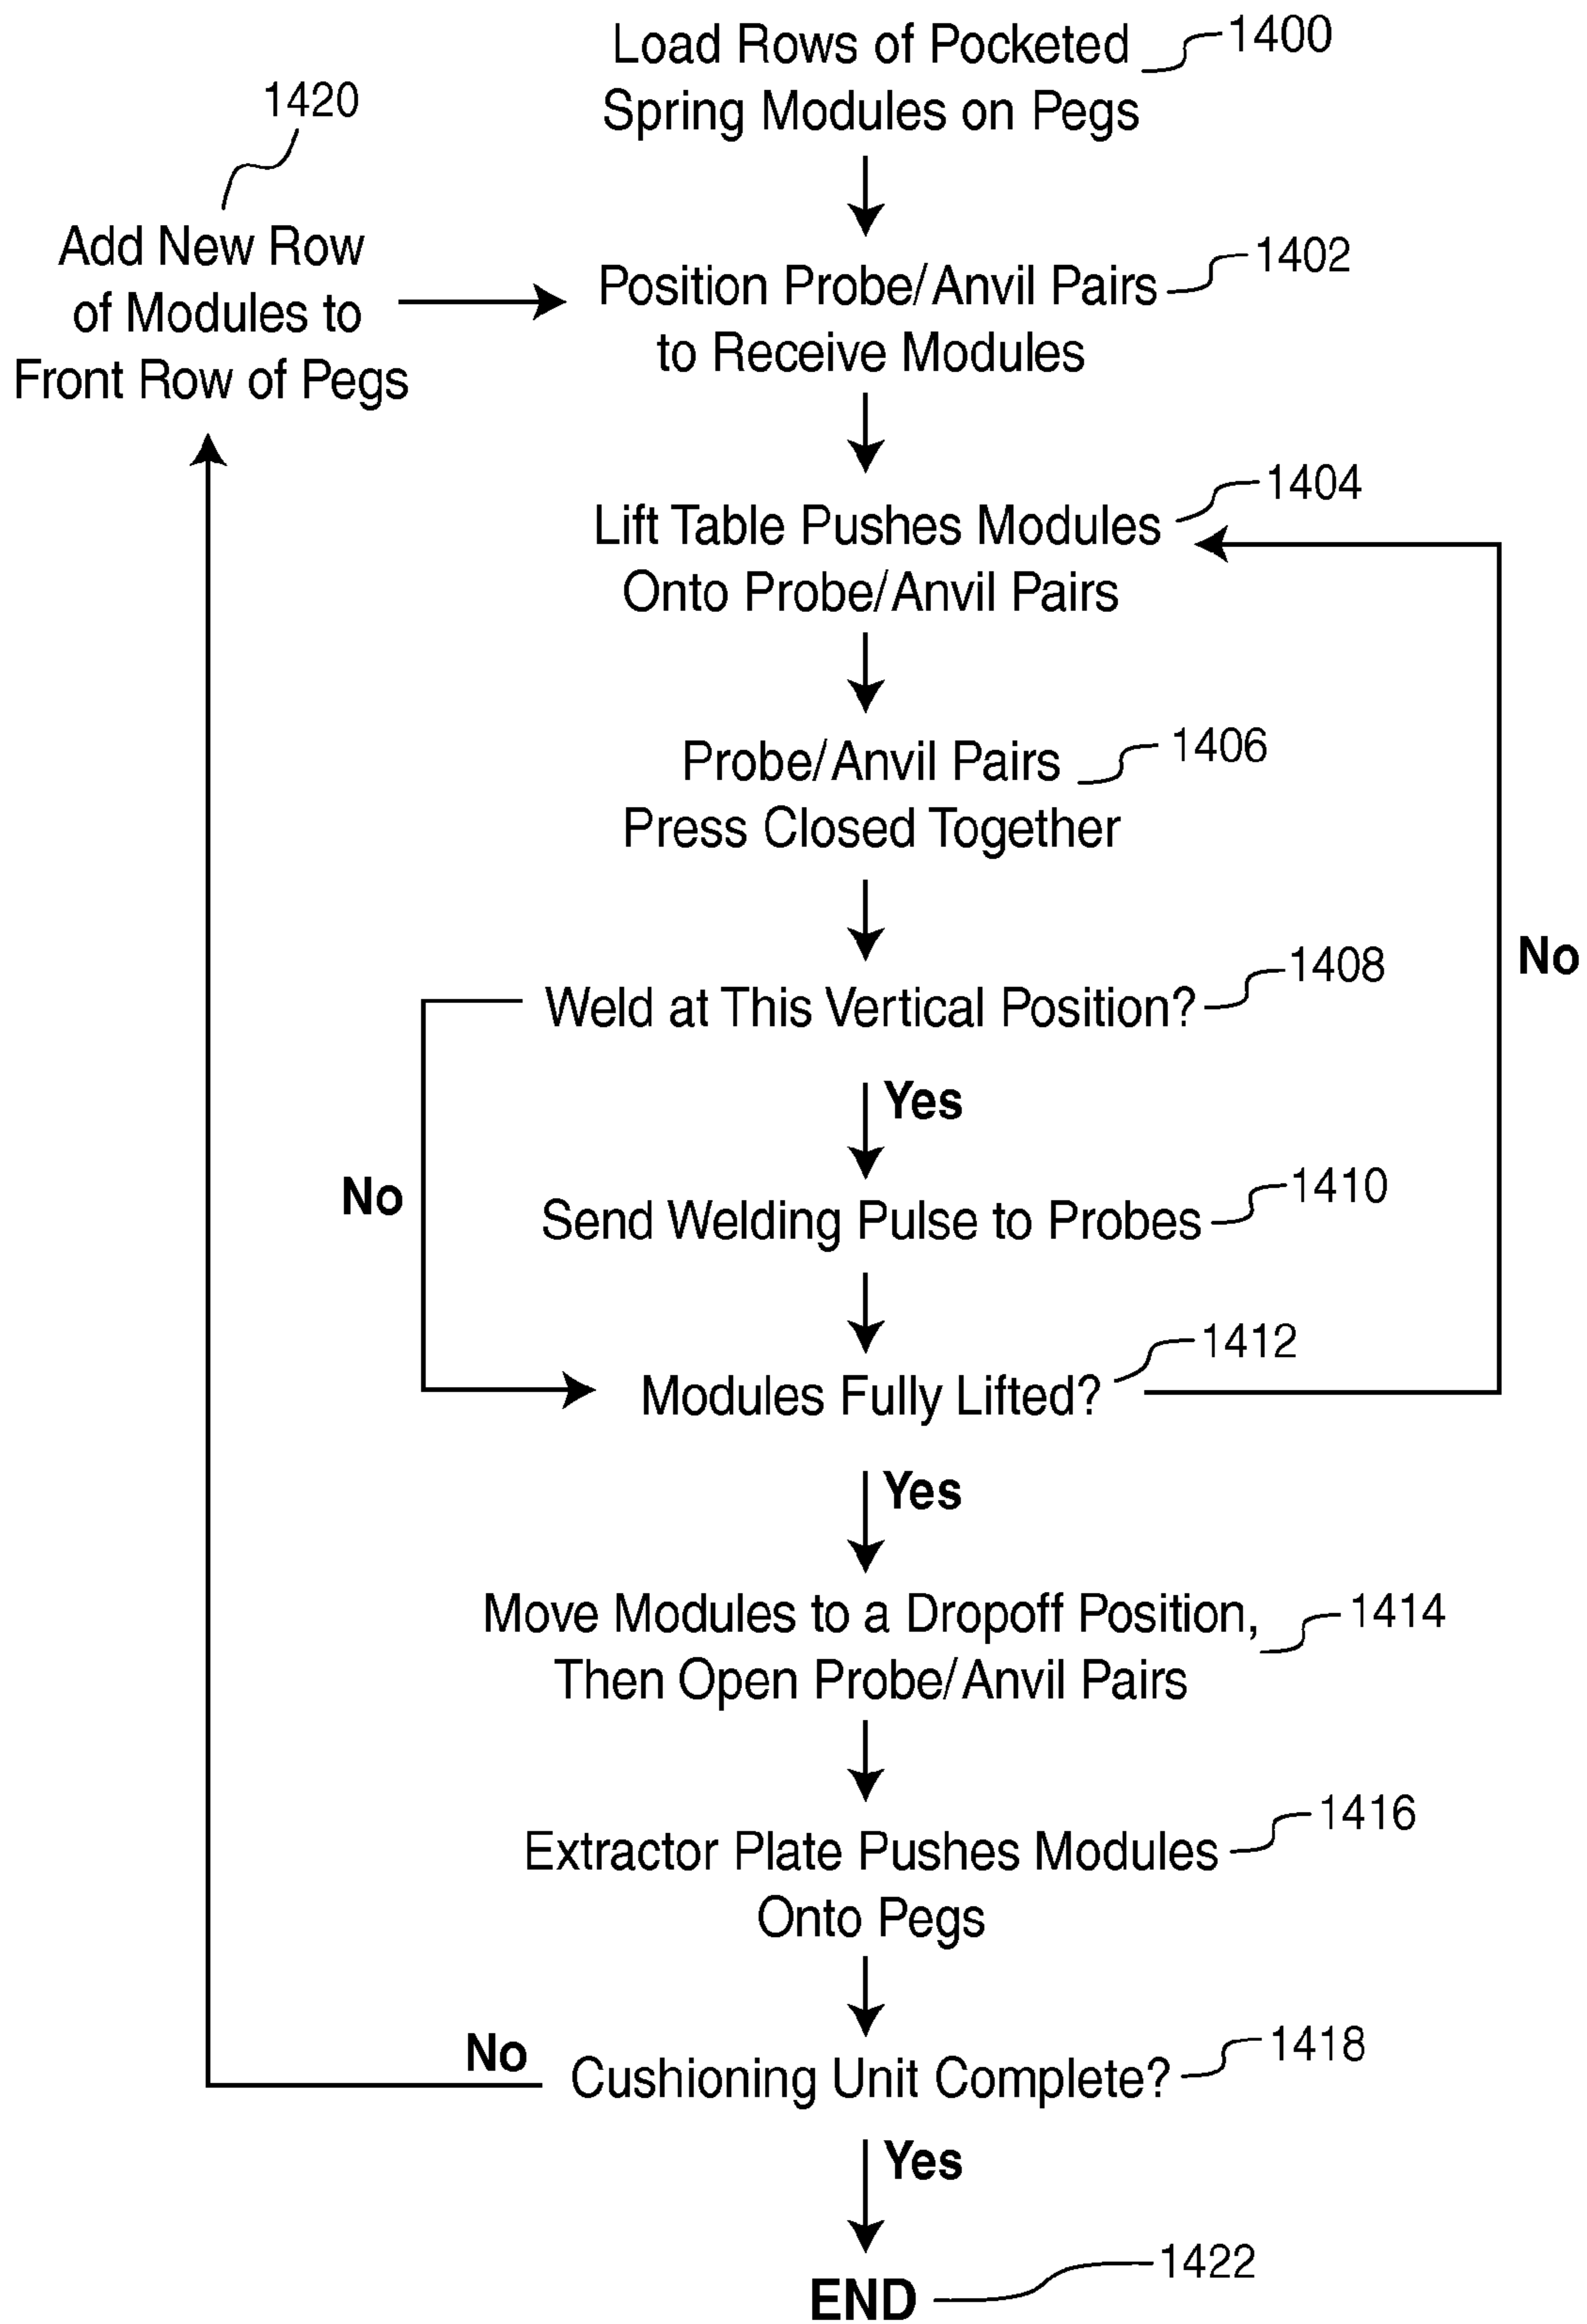 Load Rows of Pocketed
Spring Modules on Pegs
1400
1420
Add New Row
of Modules to
Front Row of Pegs
Position Probe/Anvil Pairs
to Receive Modules
1402
Lift Table Pushes Modules
Onto Probe/Anvil Pairs
1404
Probe/Anvil Pairs
Press Closed Together
1406
No
Weld at This Vertical Position?
1408
Yes
No
Send Welding Pulse to Probes
1410
Modules Fully Lifted?
1412
Yes
Move Modules to a Dropoff Position,
Then Open Probe/Anvil Pairs
1414
Extractor Plate Pushes Modules
Onto Pegs
1416
No
Cushioning Unit Complete?
1418
Yes
END
1422